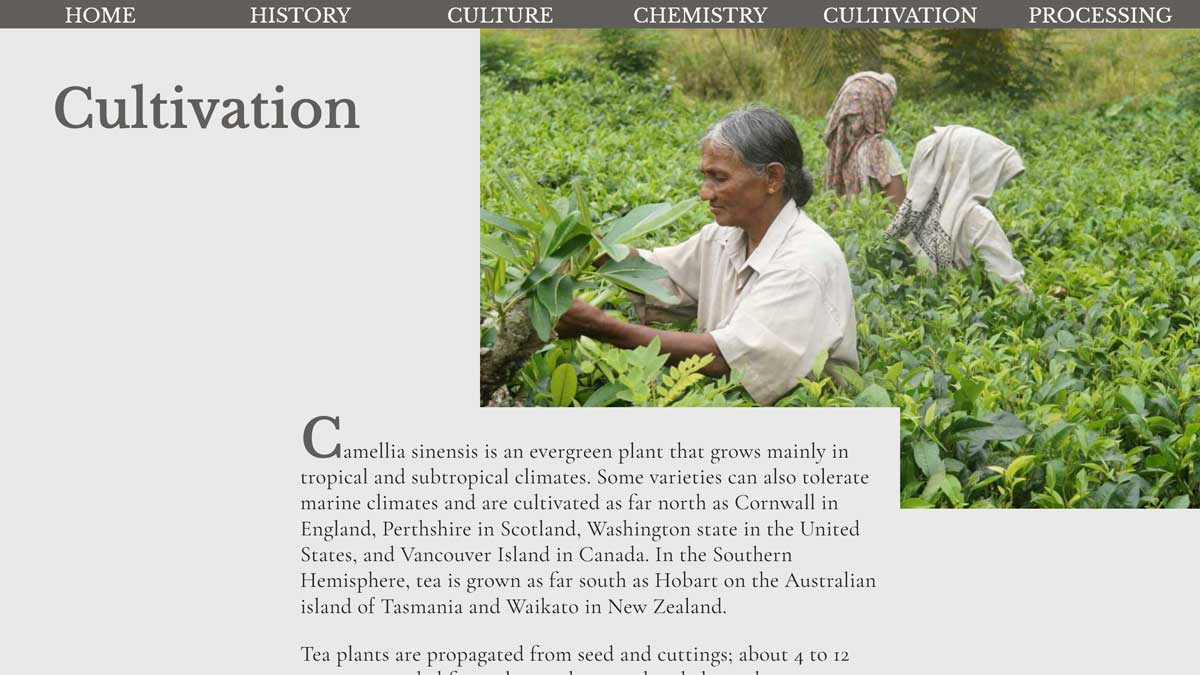 HOME HISTORY CULTURE CHEMISTRY CULTIVATION PROCESSING
Cultivation
Camellia sinensis is an evergreen plant that grows mainly in
tropical and subtropical climates. Some varieties can also tolerate
marine climates and are cultivated as far north as Cornwall in
England, Perthshire in Scotland, Washington state in the United
States, and Vancouver Island in Canada. In the Southern
Hemisphere, tea is grown as far south as Hobart on the Australian
island of Tasmania and Waikato in New Zealand.
Tea plants are propagated from seed and cuttings; about 4 to 12